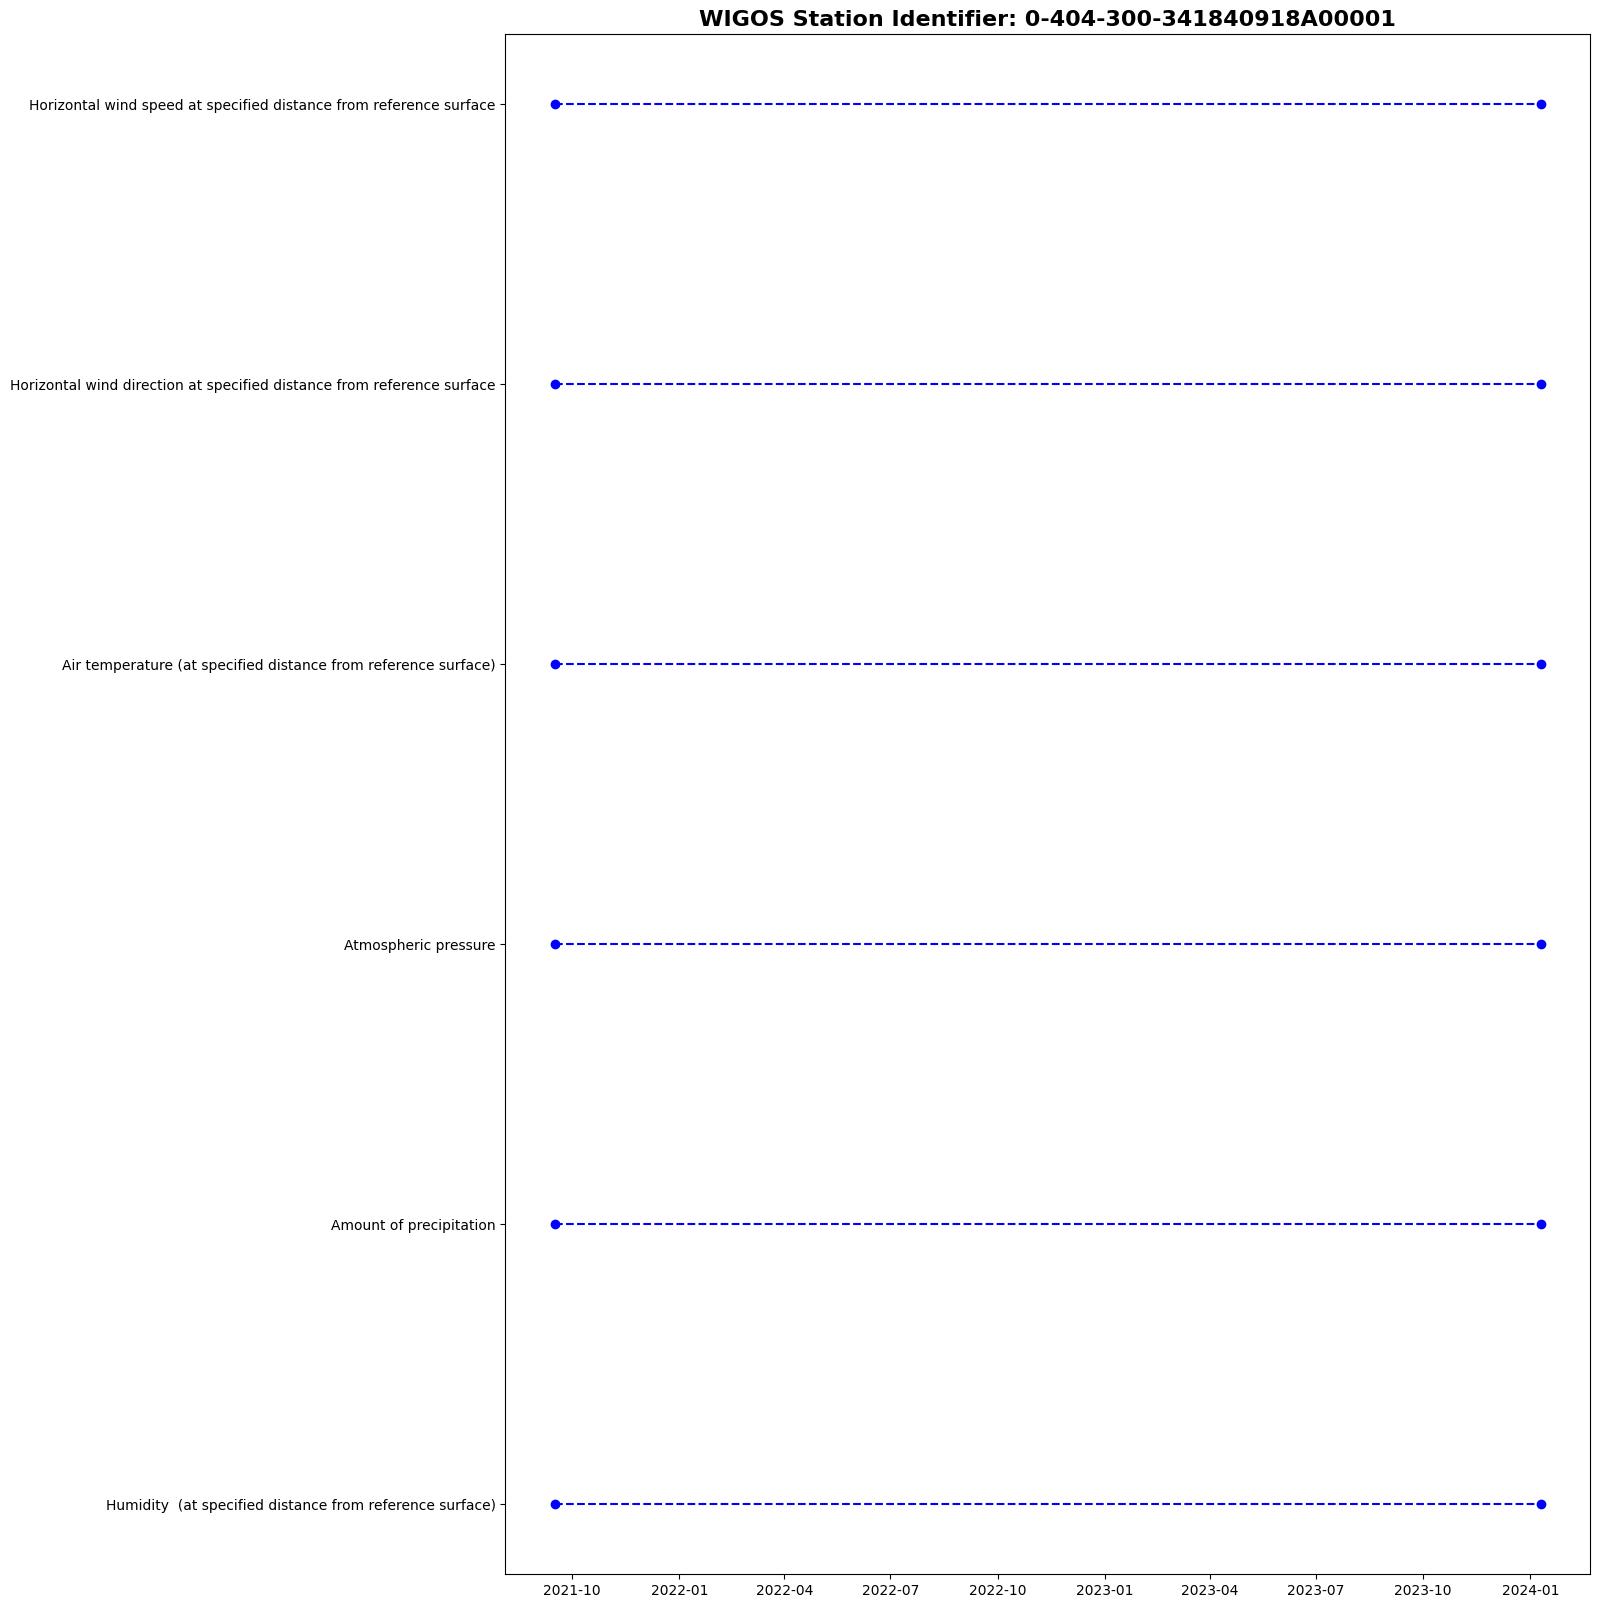 WIGOS Station Identifier: 0-404-300-341840918A00001
Horizontal wind speed at specified distance from reference surface
Horizontal wind direction at specified distance from reference surface
Air temperature (at specified distance from reference surface)
Atmospheric pressure
Amount of precipitation
Humidity  (at specified distance from reference surface)
2021-10 2022-01 2022-04 2022-07 2022-10 2023-01 2023-04 2023-07 2023-10 2024-01